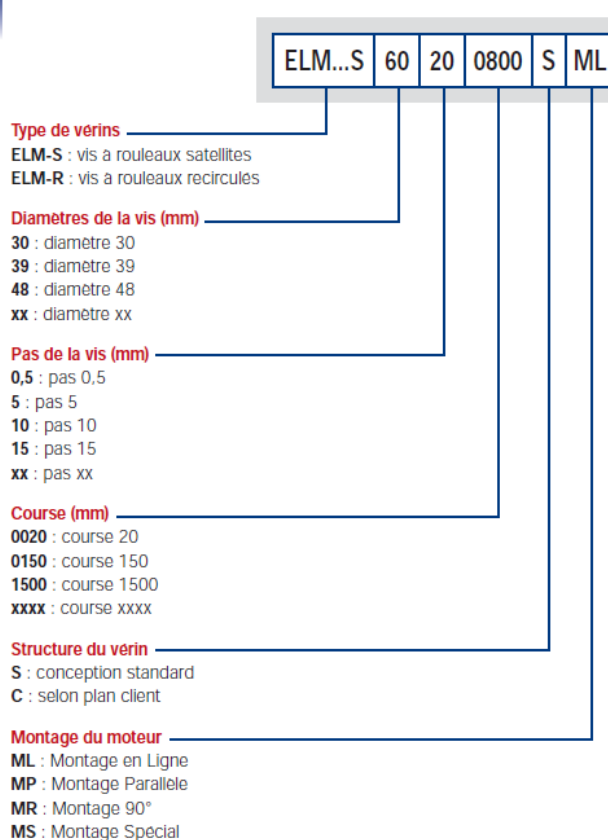 ELM...S 60 20 0800 S ML
Type de vérins
ELM-S : vis à rouleaux satellites
ELM-R : vis à rouleaux recirculés
Diamètres de la vis (mm)
30 : diamètre 30
39 : diamètre 39
48 : diamètre 48
xx : diamètre xx
Pas de la vis (mm)
0,5 : pas 0,5
5 : pas 5
10 : pas 10
15 : pas 15
xx : pas xx
Course (mm)
0020 : course 20
0150 : course 150
1500 : course 1500
xxxx : course xxxx
Structure du vérin
S : conception standard
C : selon plan client
Montage du moteur
ML : Montage en Ligne
MP : Montage Parallèle
MR : Montage 90°
MS : Montage Spécial